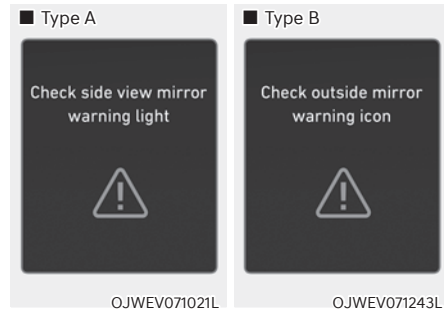 ■ Type A
Check side view mirror
warning light
OJWEV071021L
■ Type B
Check outside mirror
warning icon
OJWEV071243L